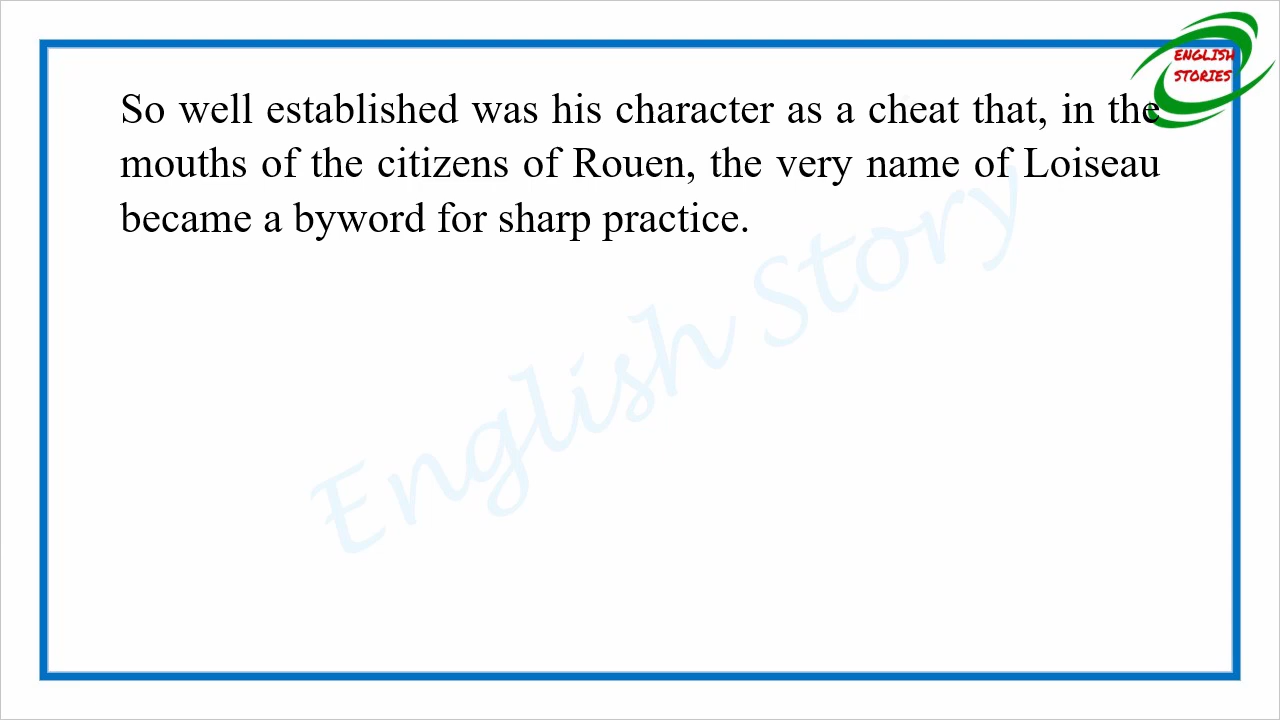 ENGLISH
STORIES
So well established was his character as a cheat that, in the
mouths of the citizens of Rouen, the very name of Loiseau
became a byword for sharp practice.
English Story